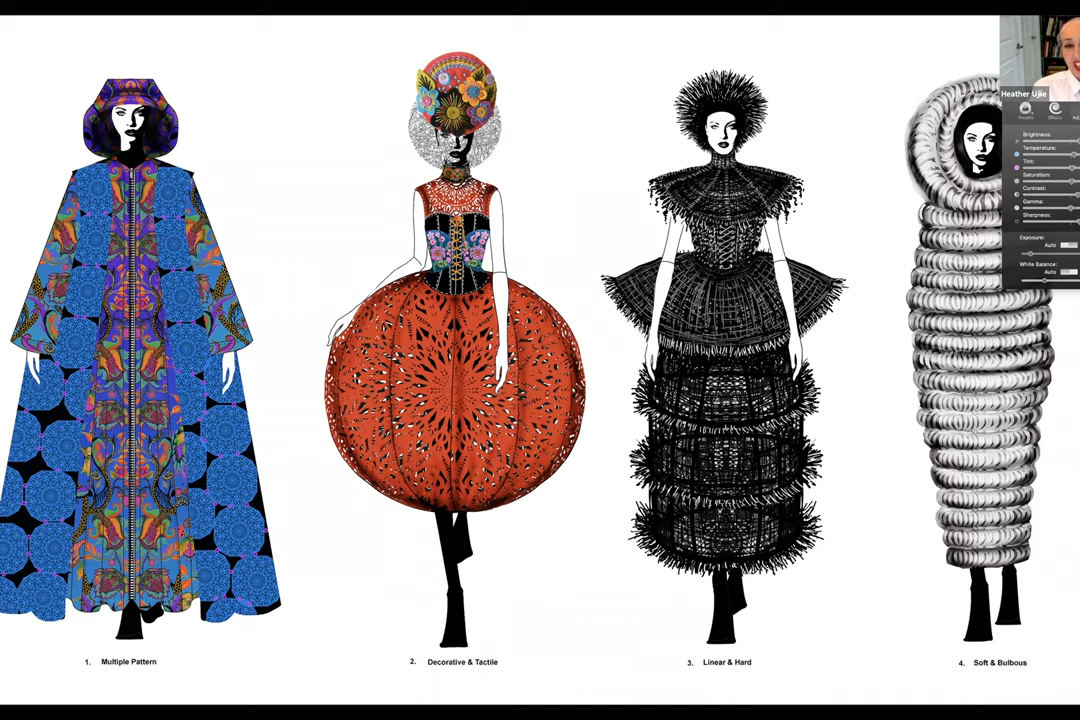 Heather Ujiie
Presets
Effects
Brightness:
Temperature:
Tint:
Saturation:
Contrast:
Gamma:
Sharpness:
Exposure:
Auto
White Balance:
Auto
1. Multiple Pattern
2. Decorative & Tactile
3. Linear & Hard
4. Soft & Bulbous